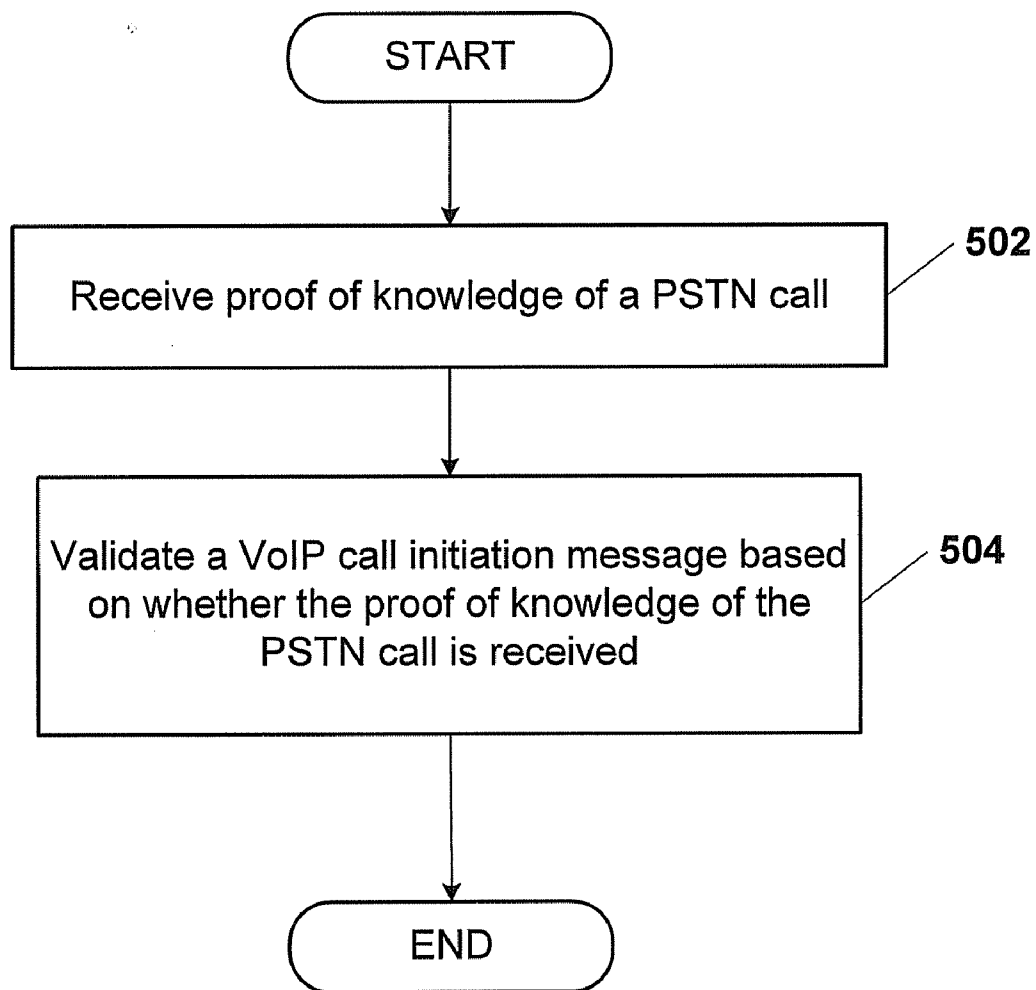 START
502
Receive proof of knowledge of a PSTN call
Validate a VoIP call initiation message based
on whether the proof of knowledge of the
PSTN call is received
504
END